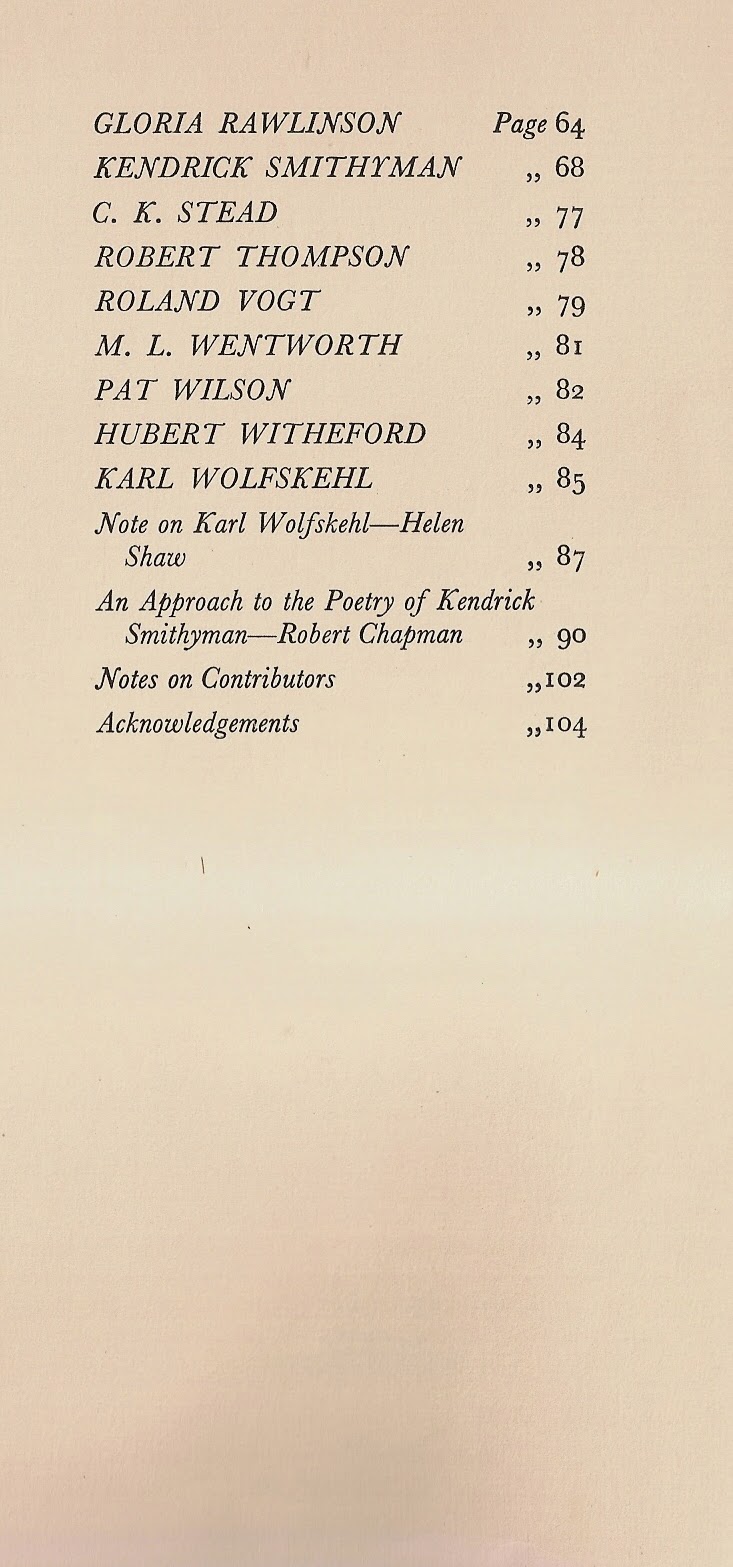 GLORIA RAWLINSON Page 64
KENDRICK SMITHYMAN „ 68
C. K. STEAD „ 77
ROBERT THOMPSON „ 78
ROLAND VOGT „ 79
M. L. WENTWORTH „ 81
PAT WILSON „ 82
HUBERT WITHEFORD „ 84
KARL WOLFSKEHL „ 85
Note on Karl Wolfskehl—Helen
Shaw „ 87
An Approach to the Poetry of Kendrick
Smithyman—Robert Chapman „ 90
Notes on Contributors „102
Acknowledgements „104